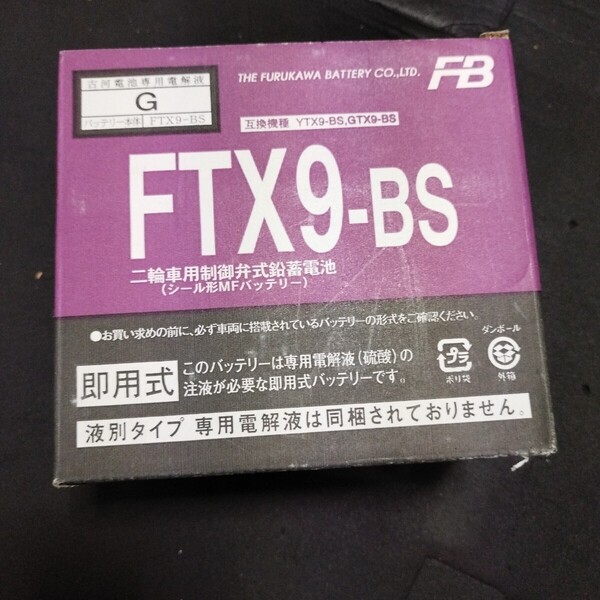 古河電池専用電解液
G
バッテリー本体 FTX9-BS
THE FURUKAWA BATTERY CO.,LTD. FB
互換機種 YTX9-BS,GTX9-BS
FTX9-BS
二輪車用制御弁式鉛蓄電池
(シール形MFバッテリー)
●お買い求めの前に、必ず車両に搭載されているバッテリーの形式をご確認ください。
即用式
このバッテリーは専用電解液(硫酸)の
注液が必要な即用式バッテリーです。
プラ
ポリ袋
ダンボール
外箱
液別タイプ 専用電解液は同梱されておりません。